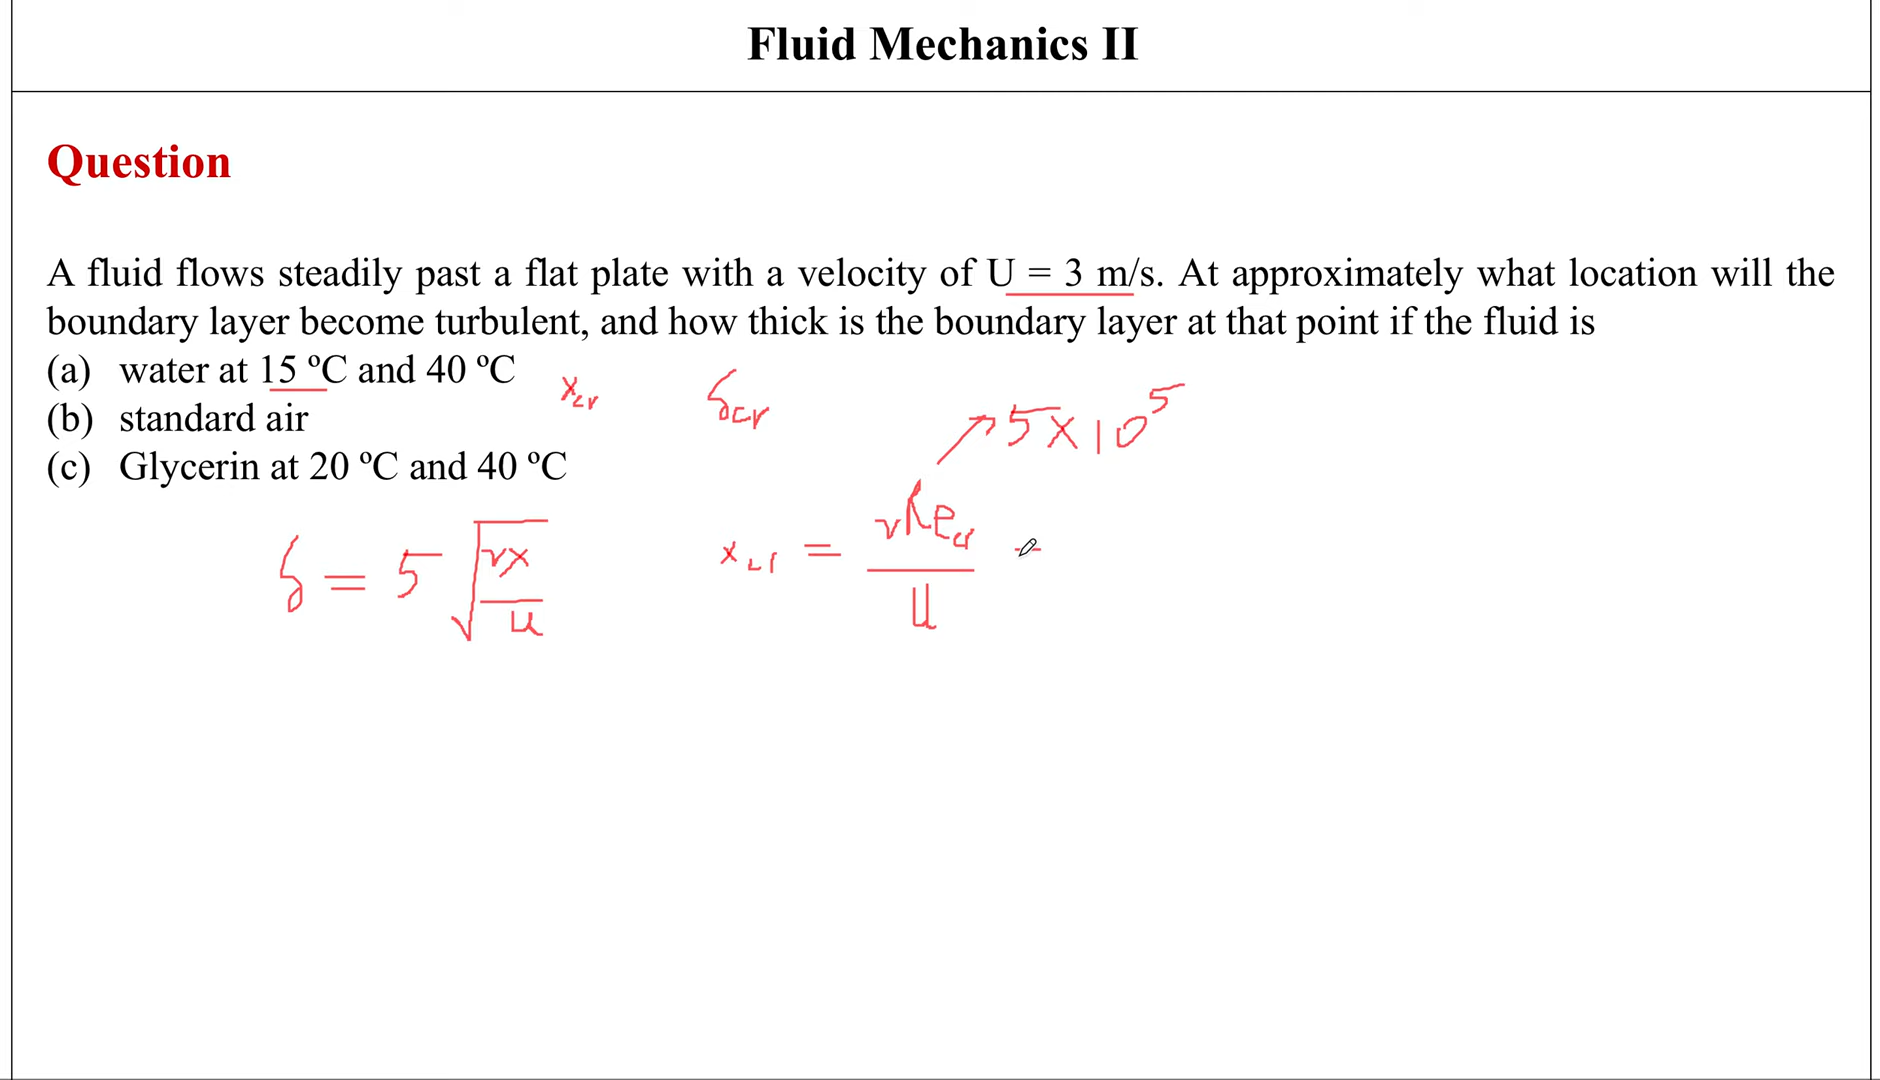 Fluid Mechanics II
Question
A fluid flows steadily past a flat plate with a velocity of U = 3 m/s. At approximately what location will the
boundary layer become turbulent, and how thick is the boundary layer at that point if the fluid is
(a) water at 15 ºC and 40 ºC
(b) standard air
(c) Glycerin at 20 ºC and 40 ºC
x_cr δ_cr
→ 5×10^5
δ = 5 √(νx/u)
x_cr = νRe_cr/U